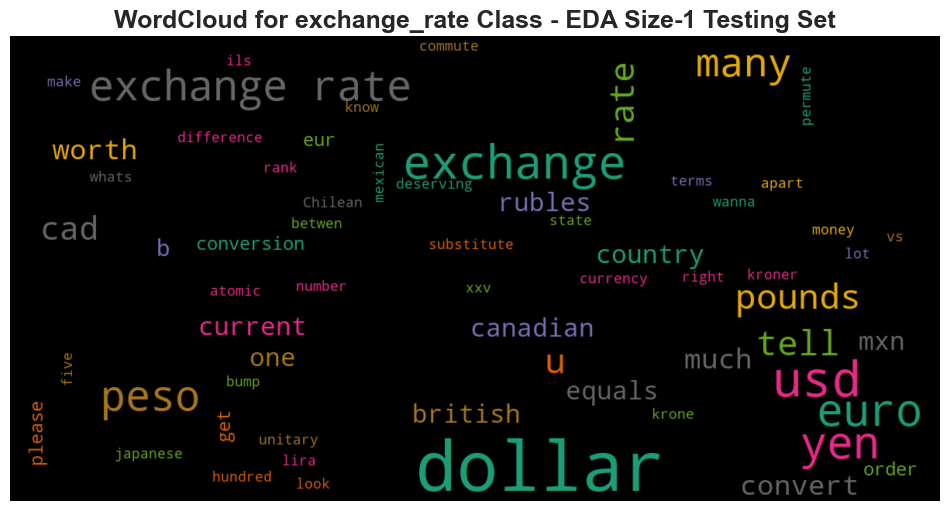 WordCloud for exchange_rate Class - EDA Size-1 Testing Set
commute
ils
many
make
exchange rate
rate
permute
know
difference
eur
worth
exchange
mexican
rank
whats
deserving
terms
apart
Chilean
rubles
wanna
betwen
state
cad
money
vs
b
conversion
substitute
country
lot
currency
right
kroner
atomic
number
xxv
pounds
current
canadian
tell
mxn
one
u
much
five
bump
usd
peso
equals
please
get
british
krone
euro
unitary
yen
japanese
lira
dollar
order
hundred
look
convert